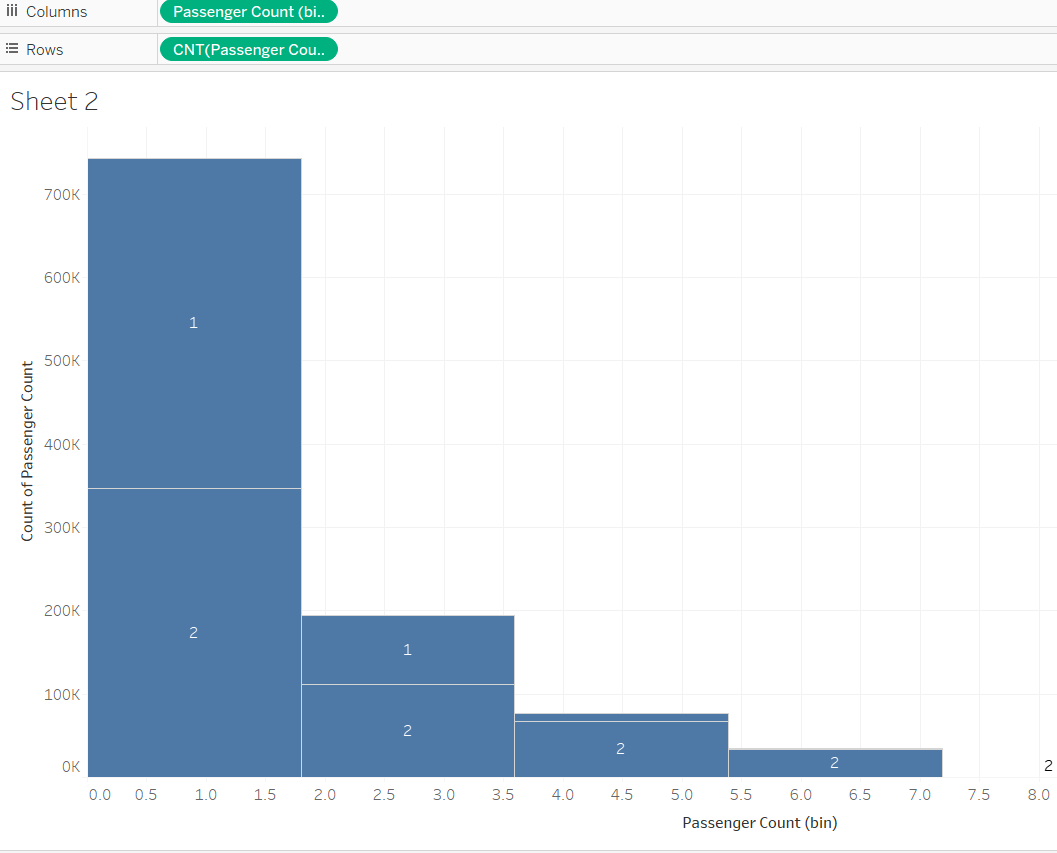 Columns
Passenger Count (bi..
Rows
CNT(Passenger Cou..
Sheet 2
700K
600K
500K
400K
300K
200K
100K
0K
Count of Passenger Count
1
2
1
2
2
2
2
0.0 0.5 1.0 1.5 2.0 2.5 3.0 3.5 4.0 4.5 5.0 5.5 6.0 6.5 7.0 7.5 8.0
Passenger Count (bin)